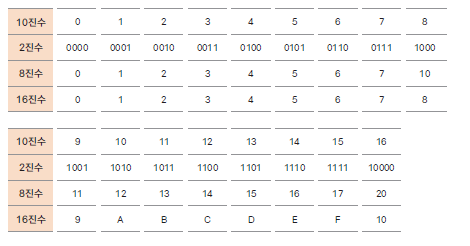 10진수 0 1 2 3 4 5 6 7 8
2진수 0000 0001 0010 0011 0100 0101 0110 0111 1000
8진수 0 1 2 3 4 5 6 7 10
16진수 0 1 2 3 4 5 6 7 8
10진수 9 10 11 12 13 14 15 16
2진수 1001 1010 1011 1100 1101 1110 1111 10000
8진수 11 12 13 14 15 16 17 20
16진수 9 A B C D E F 10